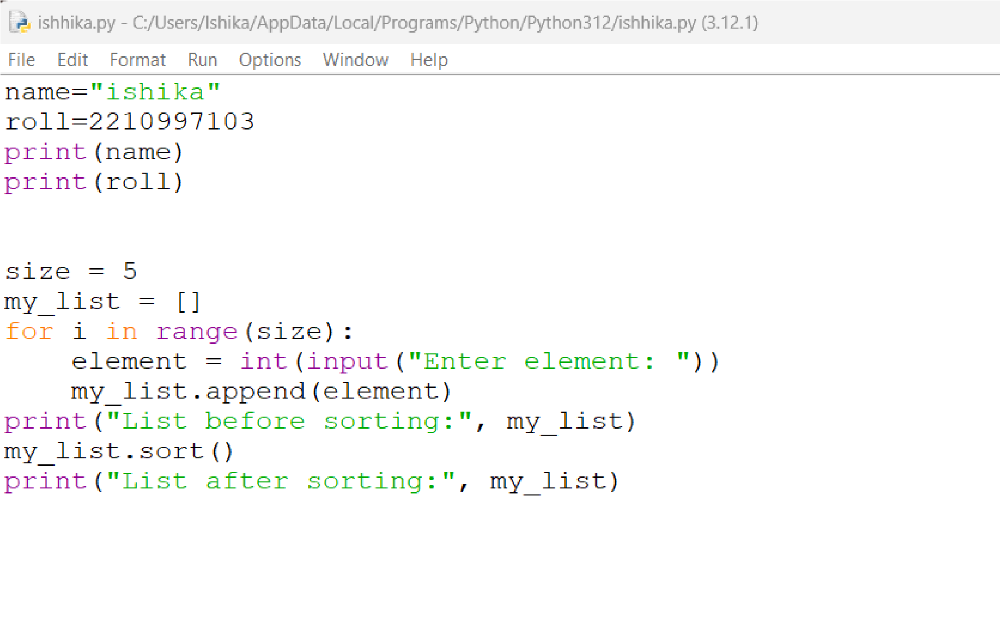 ishhika.py - C:/Users/Ishika/AppData/Local/Programs/Python/Python312/ishhika.py (3.12.1)
File Edit Format Run Options Window Help
name="ishika"
roll=2210997103
print(name)
print(roll)
size = 5
my_list = []
for i in range(size):
    element = int(input("Enter element: "))
    my_list.append(element)
print("List before sorting:", my_list)
my_list.sort()
print("List after sorting:", my_list)